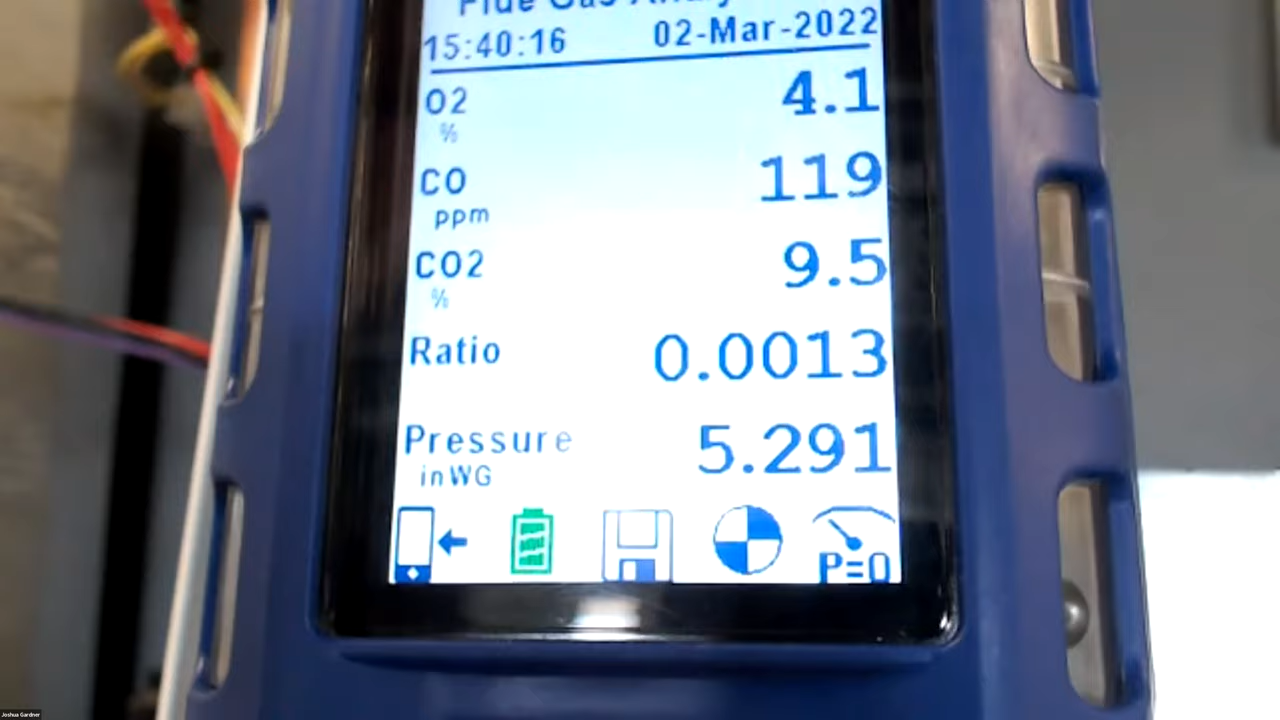 Flue Gas Analy
15:40:16 02-Mar-2022
O2 4.1
%
CO 119
ppm
CO2 9.5
%
Ratio 0.0013
Pressure 5.291
inWG
P=0
Joshua Gardner